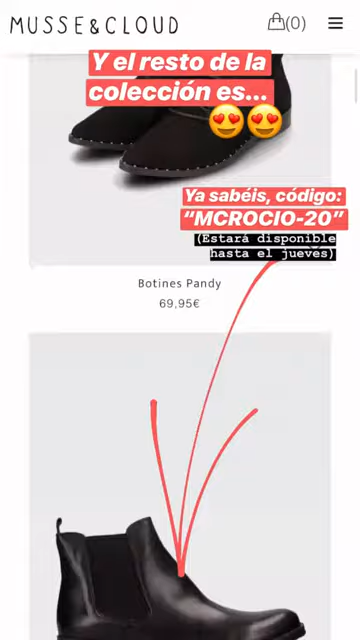 MUSSE&CLOUD
(0)
Y el resto de la
colección es...
Ya sabéis, código:
"MCROCIO-20"
(Estará disponible
hasta el jueves)
Botines Pandy
69,95€